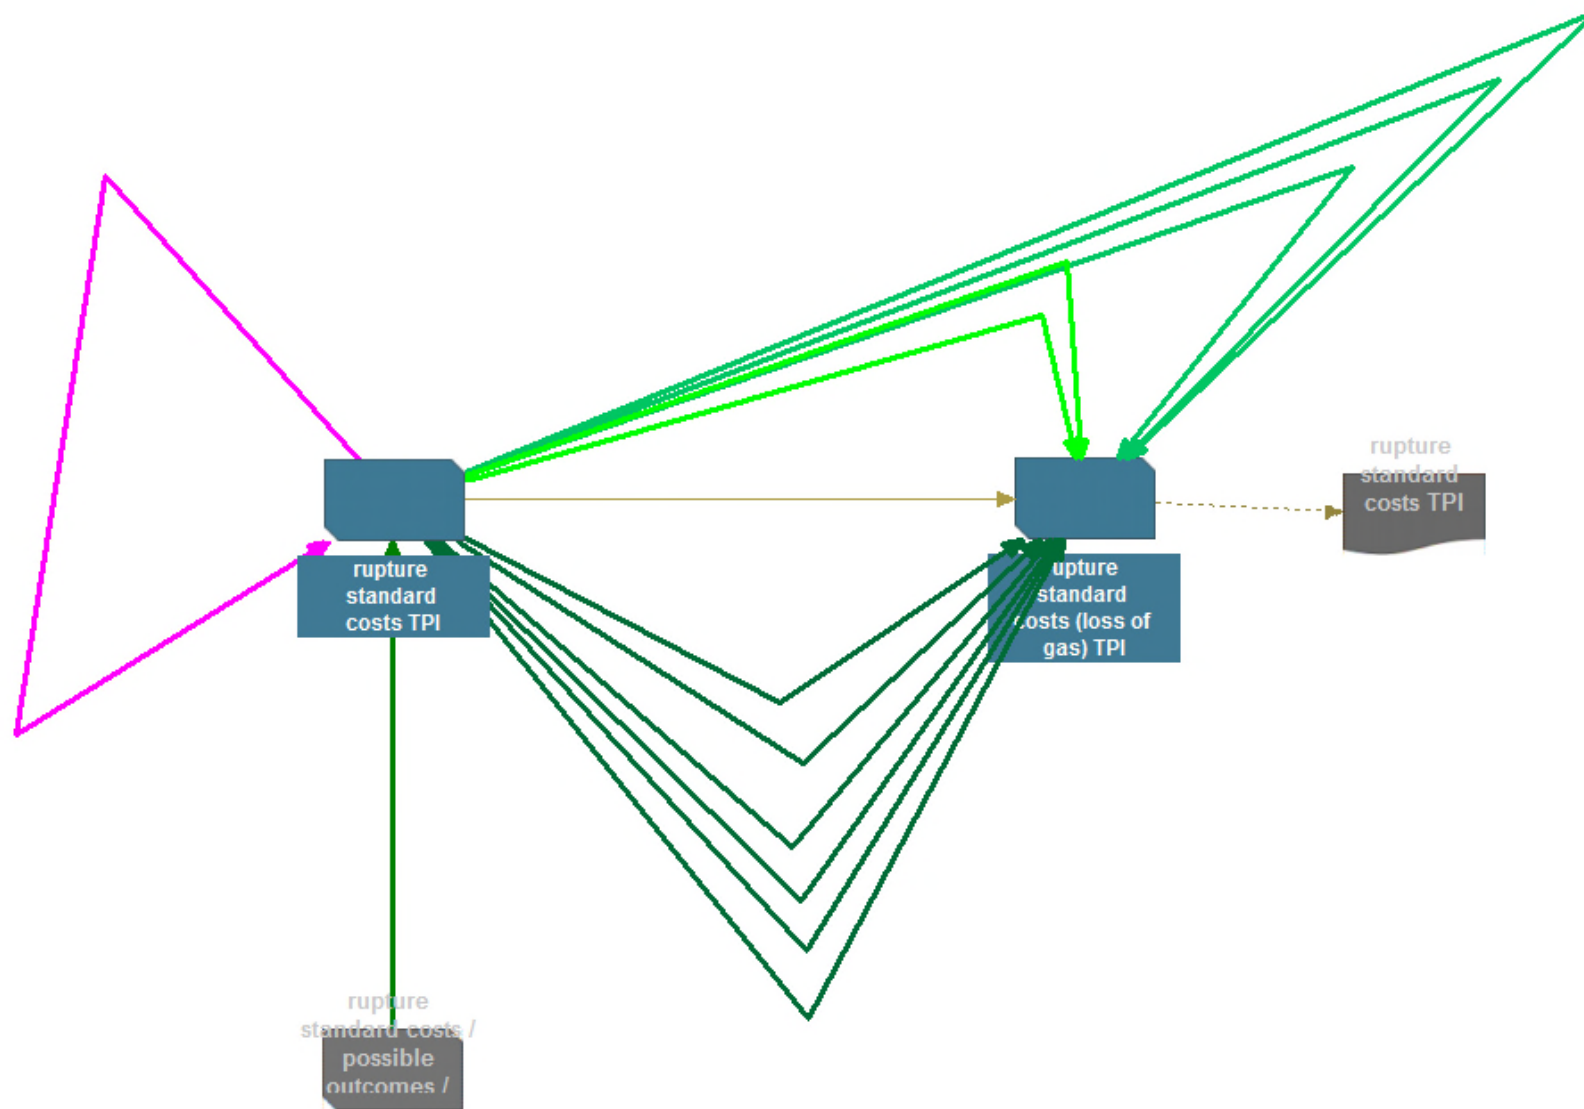 rupture
standard
costs TPI
rupture
standard
costs TPI
rupture
standard
costs (loss of
gas) TPI
rupture
standard costs /
possible
outcomes /